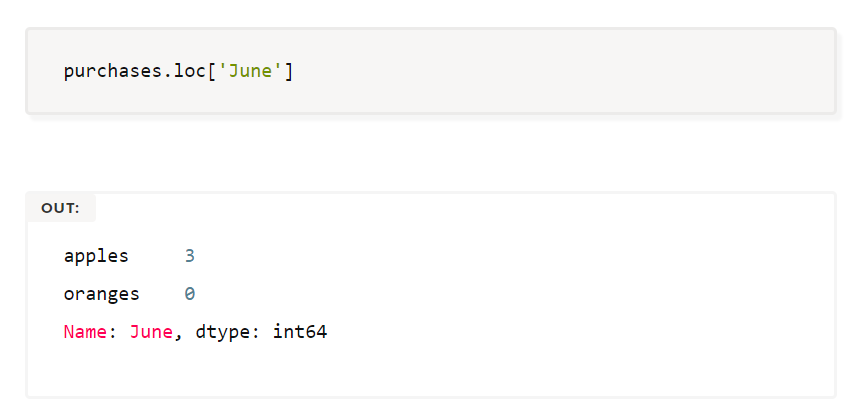 purchases.loc['June']
OUT:
apples     3
oranges    0
Name: June, dtype: int64